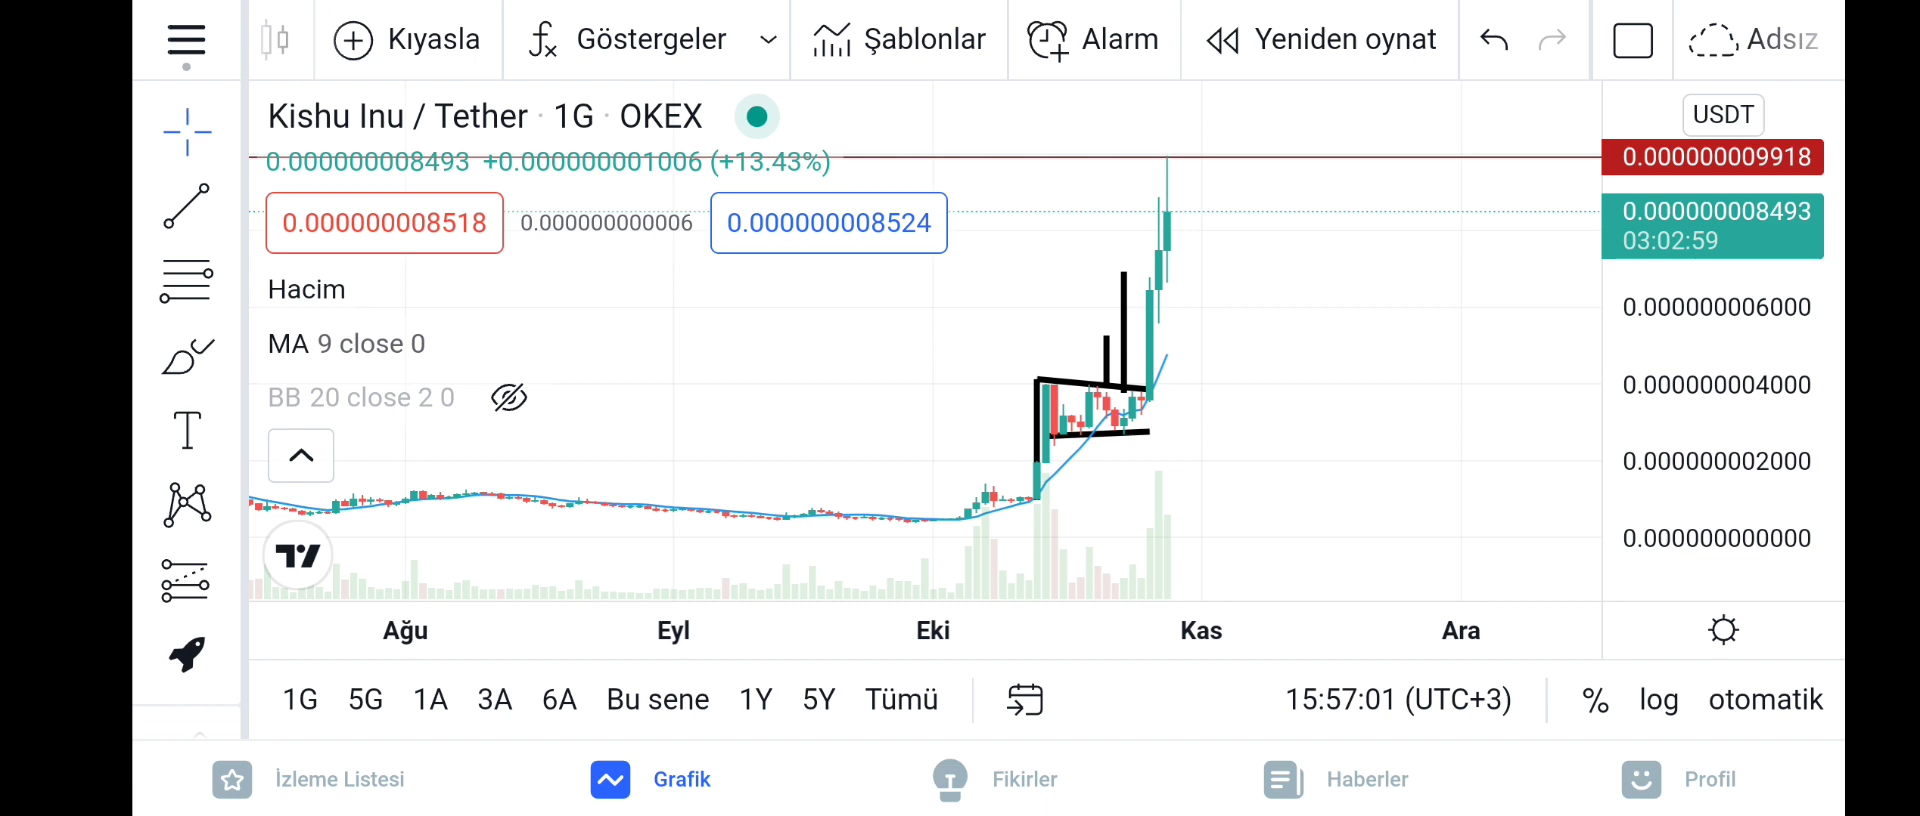 Kıyasla
Göstergeler
Şablonlar
Alarm
Yeniden oynat
Adsız
Kishu Inu / Tether · 1G · OKEX
USDT
0.000000009918
0.000000008493 +0.000000001006 (+13.43%)
0.000000008493
03:02:59
0.000000008518
0.000000000006
0.000000008524
Hacim
MA 9 close 0
BB 20 close 2 0
0.000000006000
0.000000004000
0.000000002000
0.000000000000
Ağu
Eyl
Eki
Kas
Ara
1G 5G 1A 3A 6A Bu sene 1Y 5Y Tümü
15:57:01 (UTC+3)
% log otomatik
İzleme Listesi
Grafik
Fikirler
Haberler
Profil